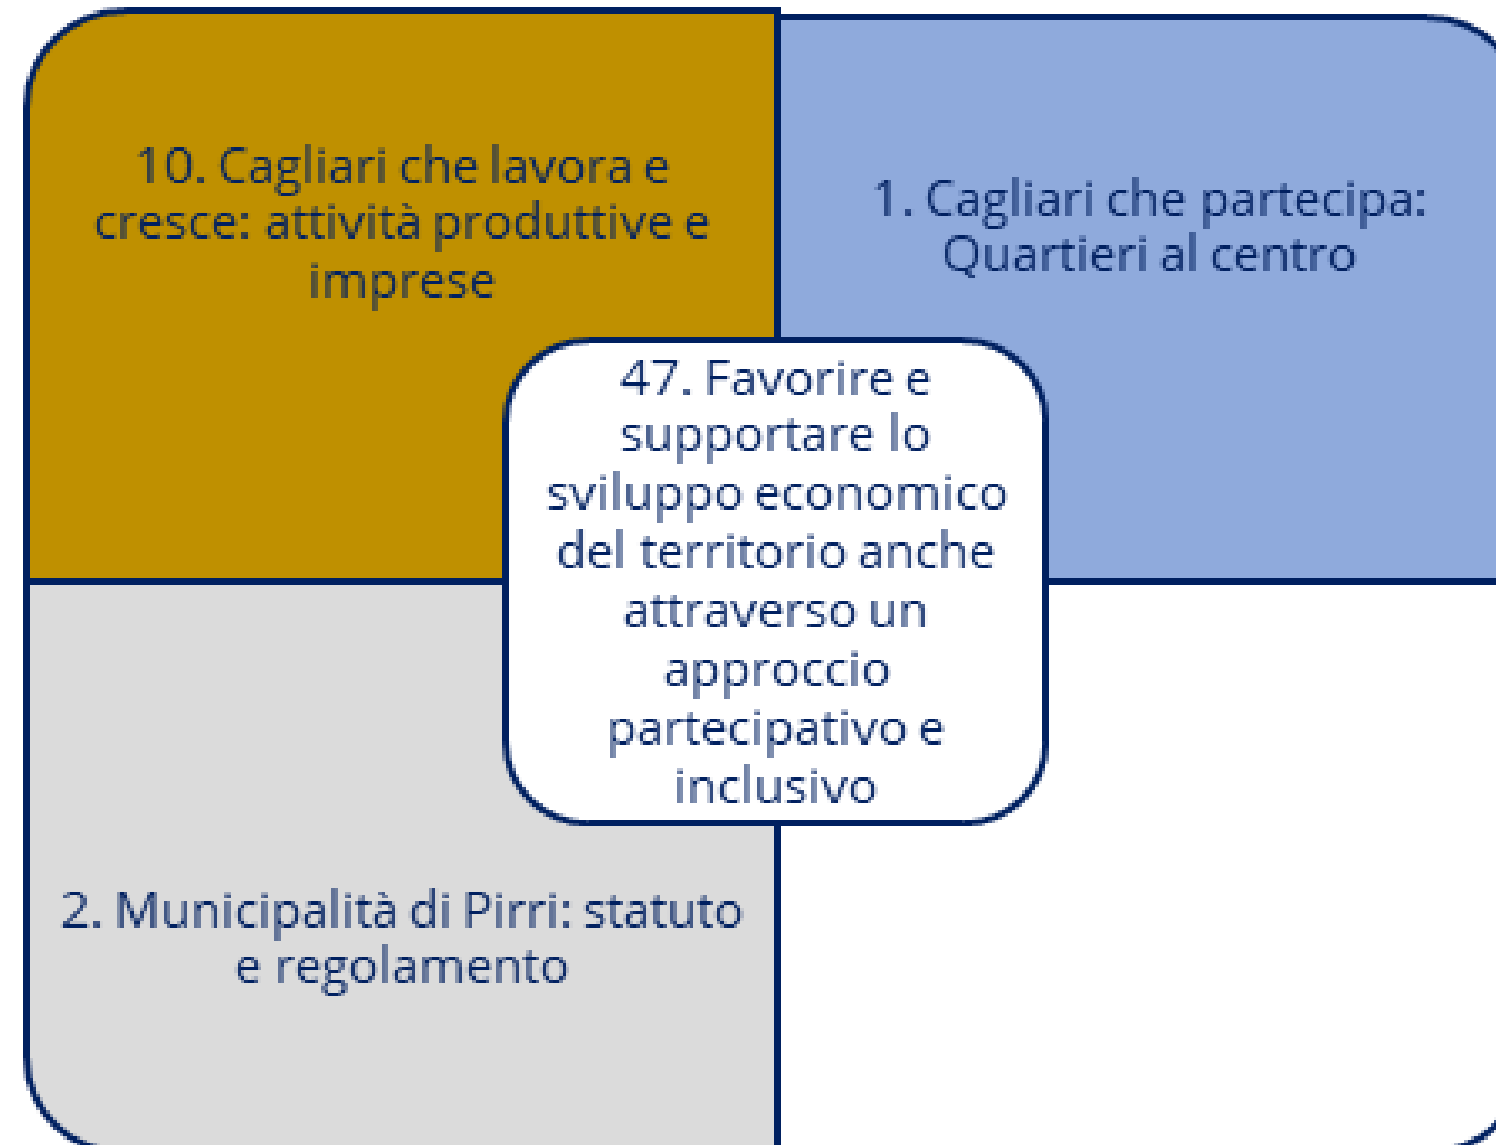 10. Cagliari che lavora e
cresce: attività produttive e
imprese
1. Cagliari che partecipa:
Quartieri al centro
47. Favorire e
supportare lo
sviluppo economico
del territorio anche
attraverso un
approccio
partecipativo e
inclusivo
2. Municipalità di Pirri: statuto
e regolamento